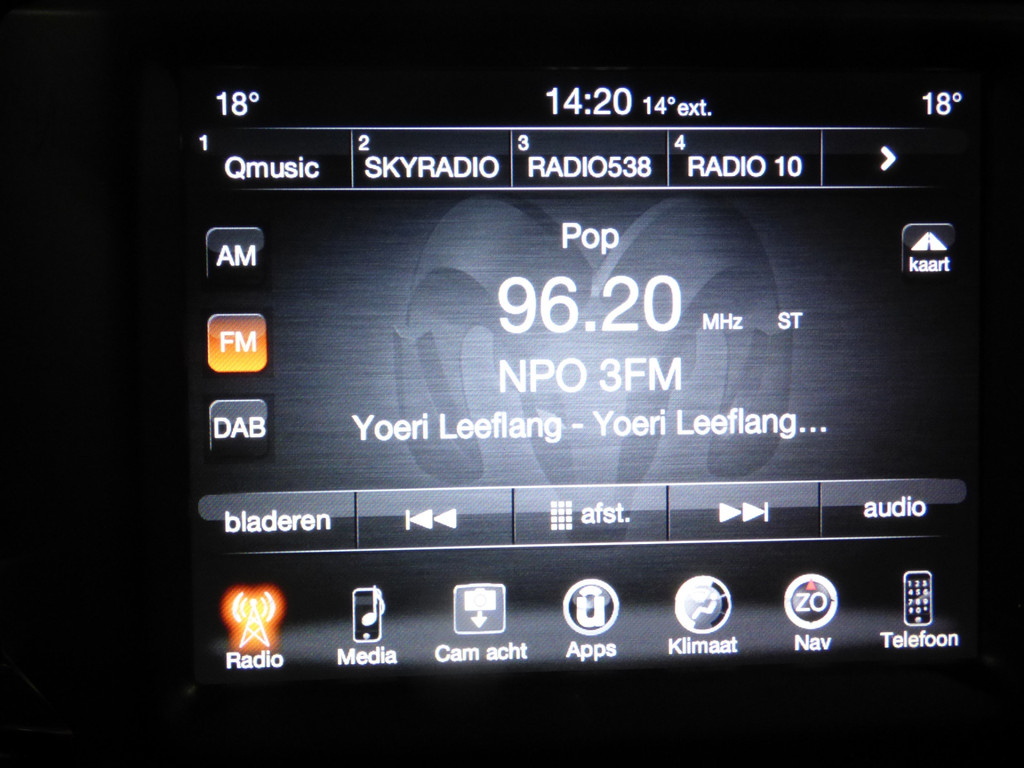 18° 14:20 14°ext. 18°
1 Qmusic 2 SKYRADIO 3 RADIO538 4 RADIO 10
AM
Pop
kaart
96.20 MHz ST
FM
NPO 3FM
DAB
Yoeri Leeflang - Yoeri Leeflang...
bladeren afst. audio
ZO
Radio Media Cam acht Apps Klimaat Nav Telefoon